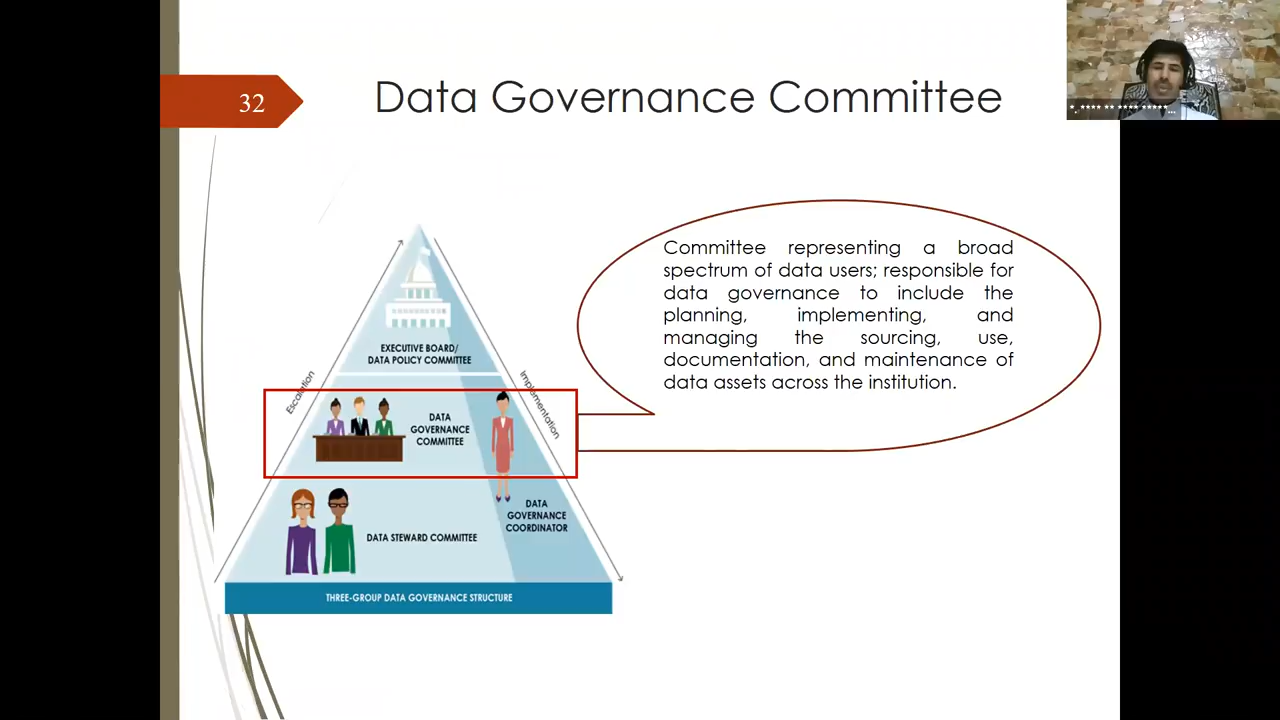 32
Data Governance Committee
*. **** ** **** *****...
Committee representing a broad
spectrum of data users; responsible for
data governance to include the
planning, implementing, and
managing the sourcing, use,
documentation, and maintenance of
data assets across the institution.
EXECUTIVE BOARD/
DATA POLICY COMMITTEE
Escalation
Implementation
DATA
GOVERNANCE
COMMITTEE
DATA
GOVERNANCE
COORDINATOR
DATA STEWARD COMMITTEE
THREE-GROUP DATA GOVERNANCE STRUCTURE